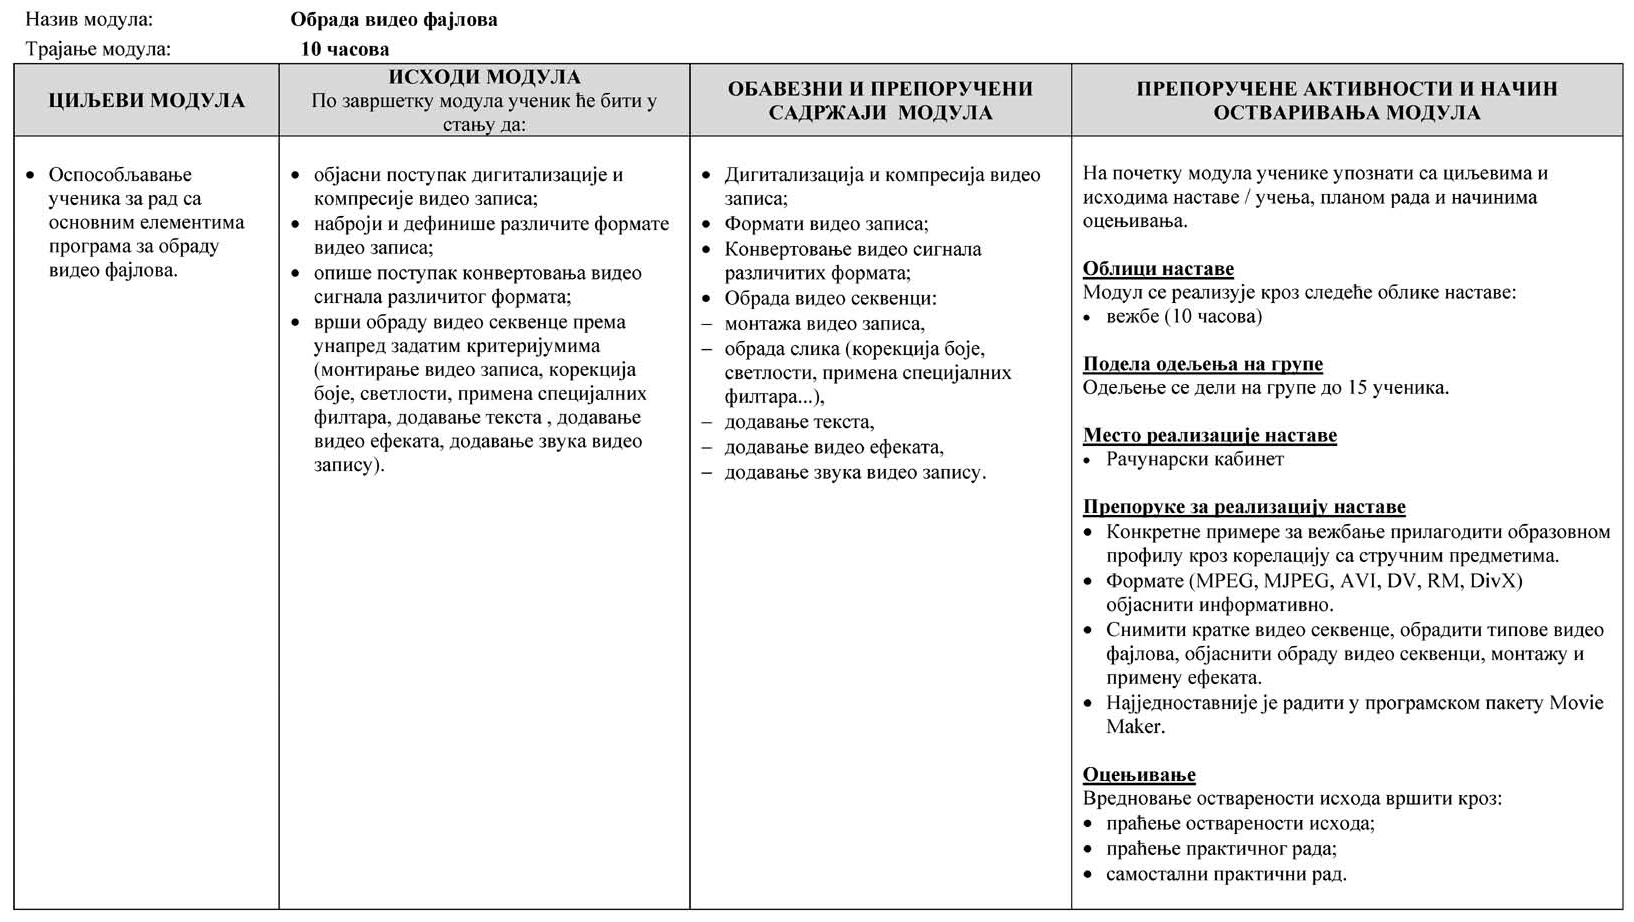 Назив модула: Обрада видео фајлова
Трајање модула: 10 часова
ЦИЉЕВИ МОДУЛА
ИСХОДИ МОДУЛА
По завршетку модула ученик ће бити у
стању да:
ОБАВЕЗНИ И ПРЕПОРУЧЕНИ
САДРЖАЈИ МОДУЛА
ПРЕПОРУЧЕНЕ АКТИВНОСТИ И НАЧИН
ОСТВАРИВАЊА МОДУЛА
• Оспособљавање
ученика за рад са
основним елементима
програма за обраду
видео фајлова.
• објасни поступак дигитализације и
компресије видео записа;
• наброји и дефинише различите формате
видео записа;
• опише поступак конвертовања видео
сигнала различитог формата;
• врши обраду видео секвенце према
унапред задатим критеријумима
(монтирање видео записа, корекција
боје, светлости, примена специјалних
филтара, додавање текста , додавање
видео ефеката, додавање звука видео
запису).
• Дигитализација и компресија видео
записа;
• Формати видео записа;
• Конвертовање видео сигнала
различитих формата;
• Обрада видео секвенци:
– монтажа видео записа,
– обрада слика (корекција боје,
светлости, примена специјалних
филтара...),
– додавање текста,
– додавање видео ефеката,
– додавање звука видео запису.
На почетку модула ученике упознати са циљевима и
исходима наставе / учења, планом рада и начинима
оцењивања.
Облици наставе
Модул се реализује кроз следеће облике наставе:
• вежбе (10 часова)
Подела одељења на групе
Одељење се дели на групе до 15 ученика.
Место реализације наставе
• Рачунарски кабинет
Препоруке за реализацију наставе
• Конкретне примере за вежбање прилагодити образовном
профилу кроз корелацију са стручним предметима.
• Формате (MPEG, MJPEG, AVI, DV, RM, DivX)
објаснити информативно.
• Снимити кратке видео секвенце, обрадити типове видео
фајлова, објаснити обраду видео секвенци, монтажу и
примену ефеката.
• Најједноставније је радити у програмском пакету Movie
Maker.
Оцењивање
Вредновање остварености исхода вршити кроз:
• праћење остварености исхода;
• праћење практичног рада;
• самостални практични рад.